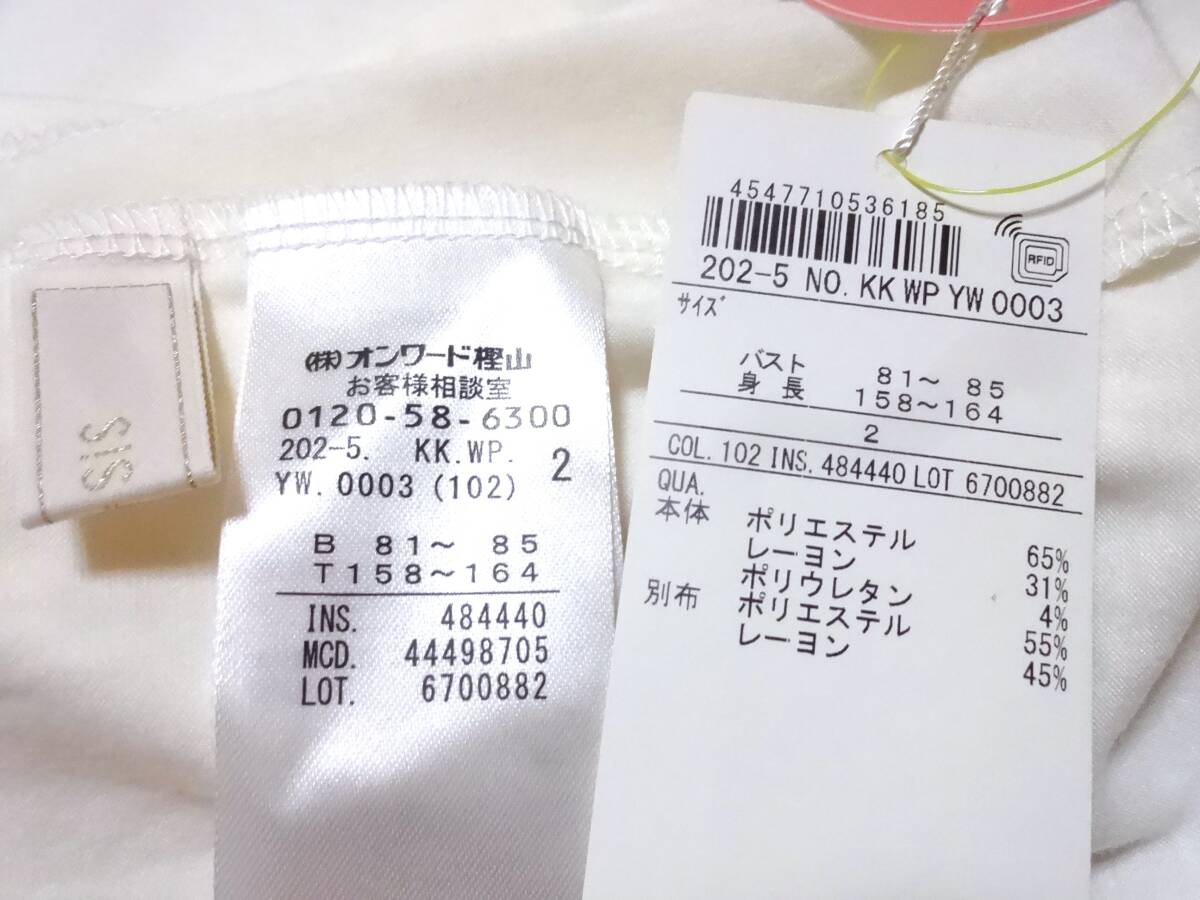 sis
(株)オンワード樫山
お客様相談室
0120-58-6300
202-5. KK.WP. 2
YW. 0003 (102)
B 81～ 85
T 158～164
INS. 484440
MCD. 44498705
LOT. 6700882
4547710536185
RFID
202-5 NO. KK WP YW 0003
サイズ
バスト 81～ 85
身長 158～164
2
COL. 102 INS. 484440 LOT 6700882
QUA.
本体 ポリエステル 65%
レーヨン 31%
ポリウレタン 4%
別布 ポリエステル 55%
レーヨン 45%